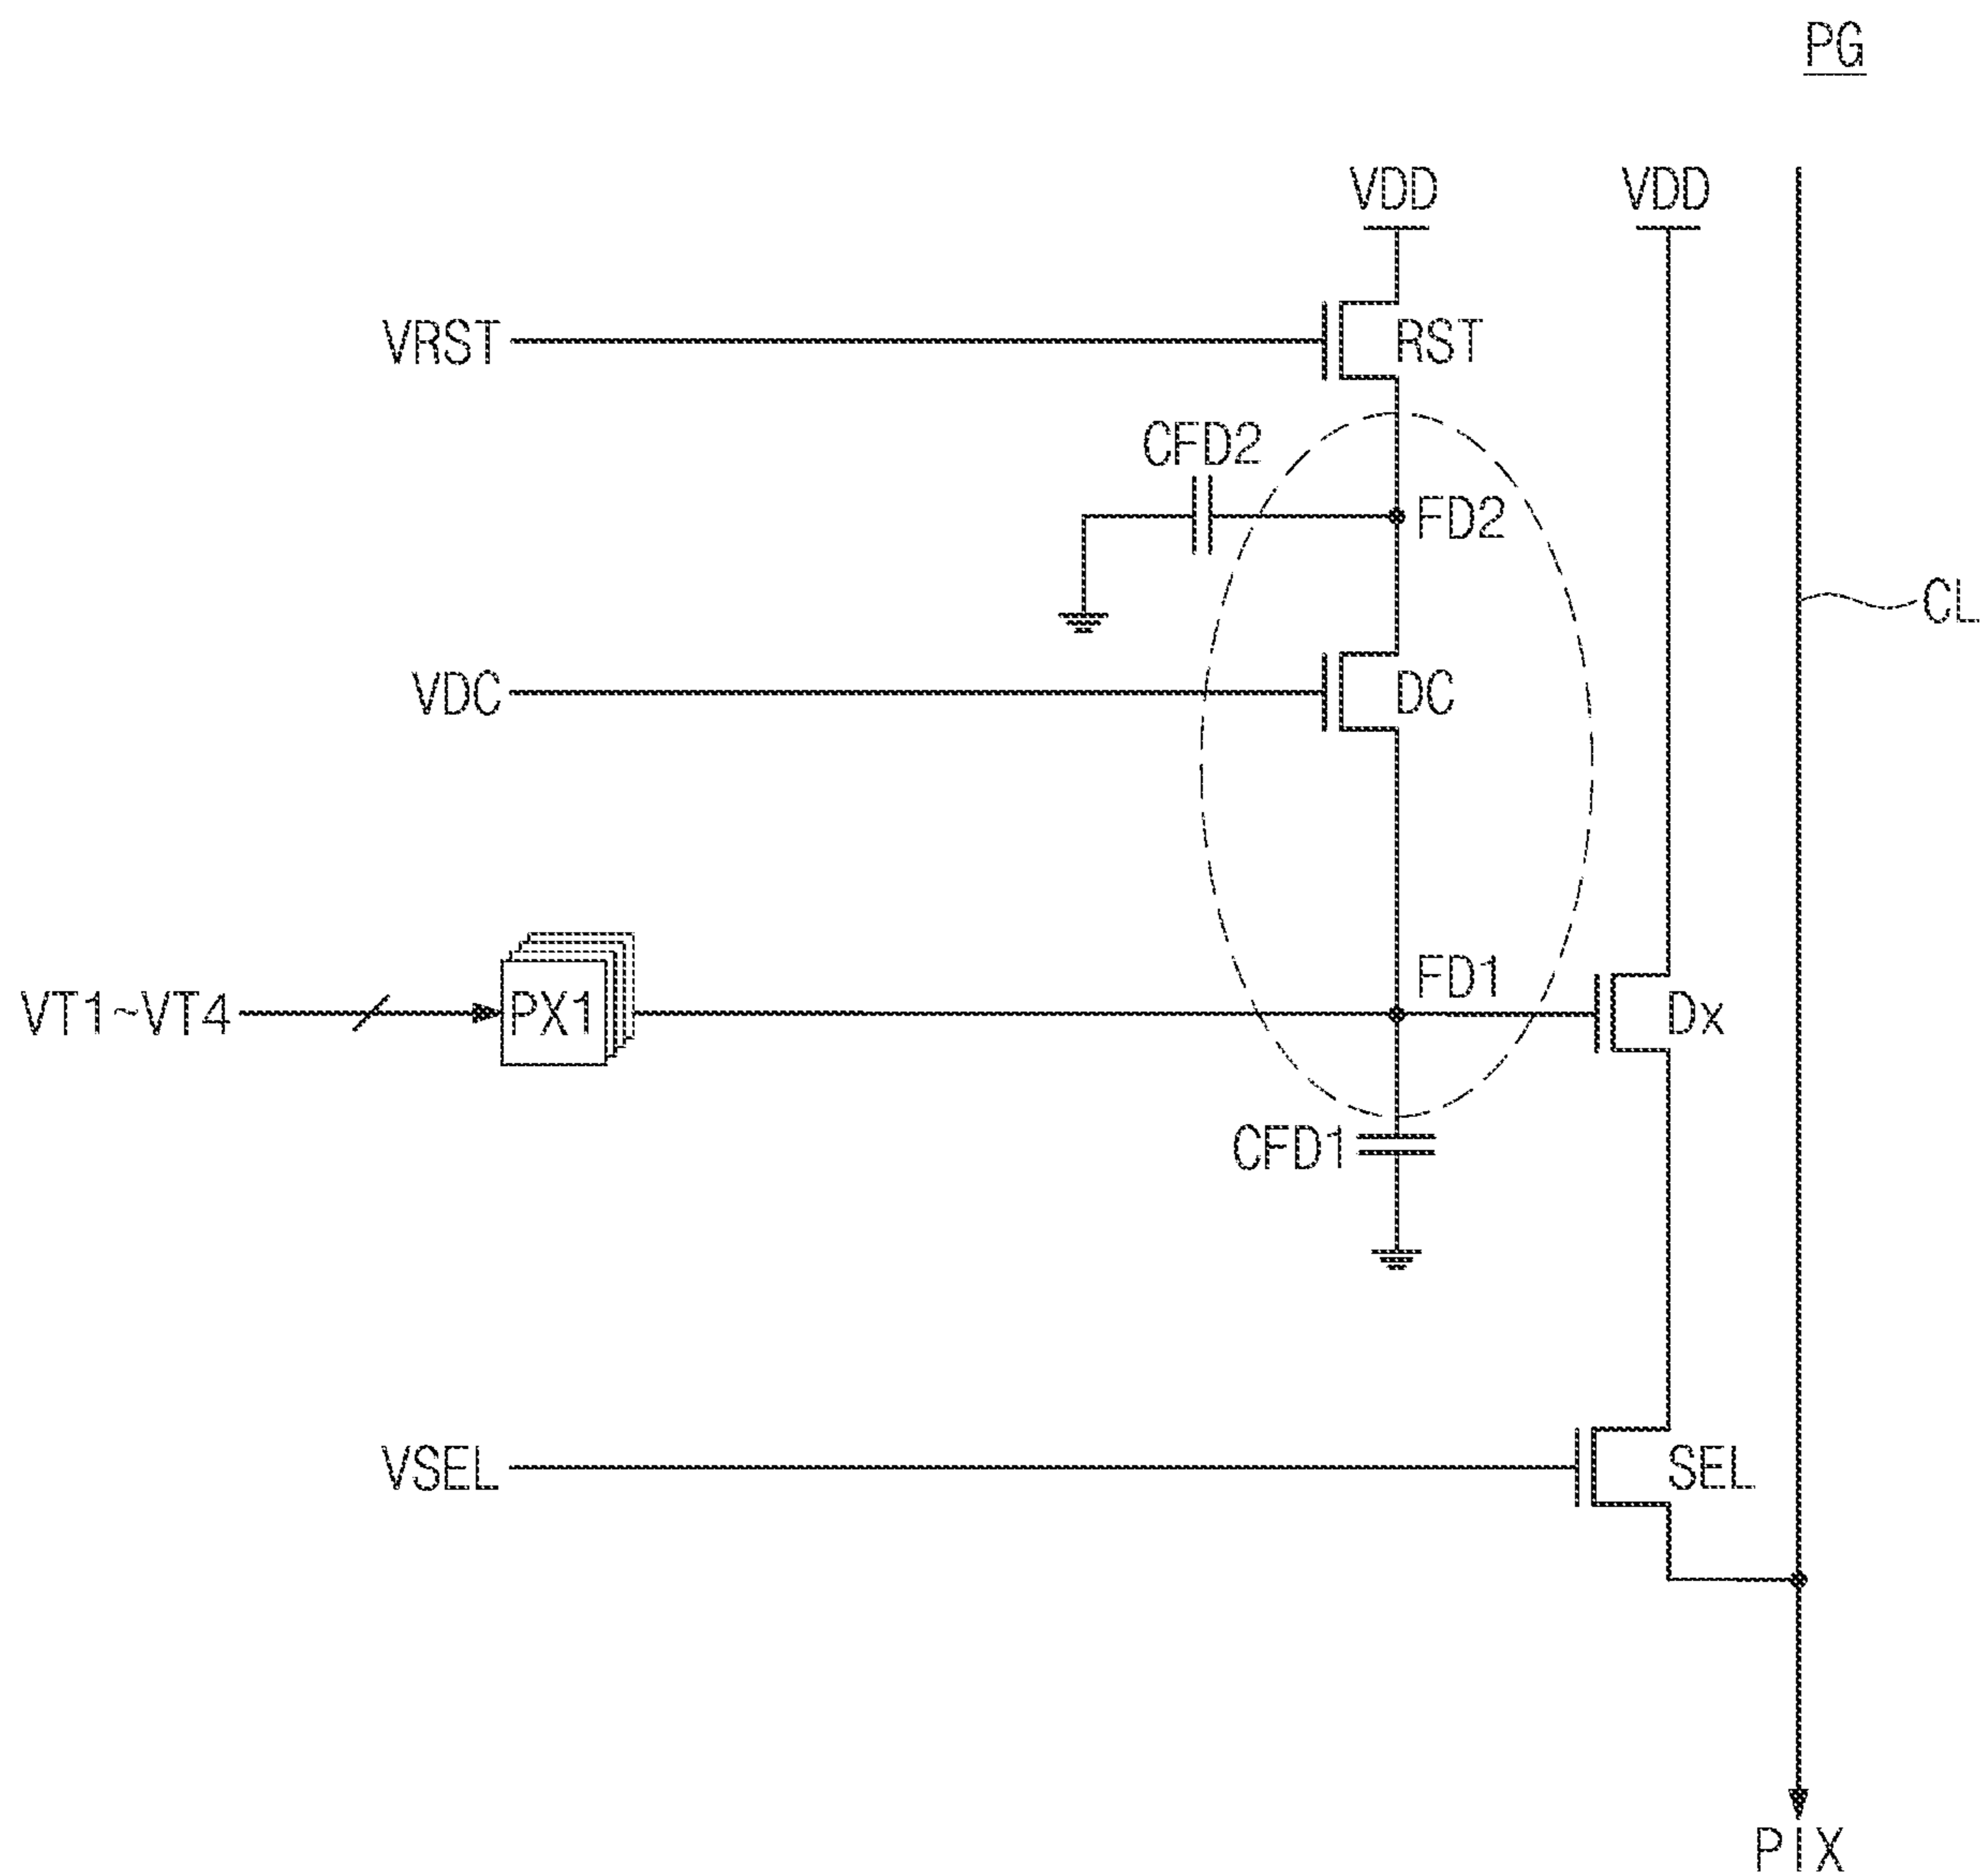 PG
VDD
VDD
VRST
RST
CFD2
FD2
CL
VDC
DC
FD1
VT1~VT4
PX1
Dx
CFD1
VSEL
SEL
PIX